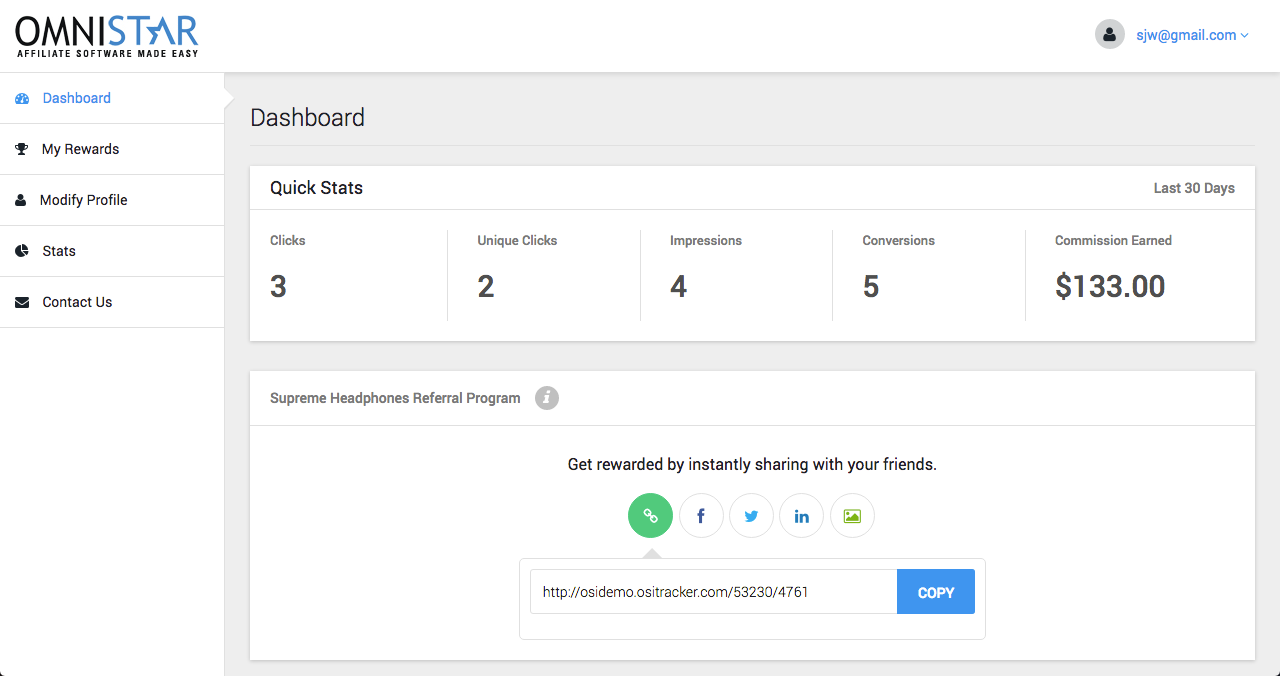 OMNISTAR
AFFILIATE SOFTWARE MADE EASY
sjw@gmail.com
Dashboard
My Rewards
Modify Profile
Stats
Contact Us
Dashboard
Quick Stats
Last 30 Days
Clicks
3
Unique Clicks
2
Impressions
4
Conversions
5
Commission Earned
$133.00
Supreme Headphones Referral Program
Get rewarded by instantly sharing with your friends.
http://osidemo.ositracker.com/53230/4761
COPY